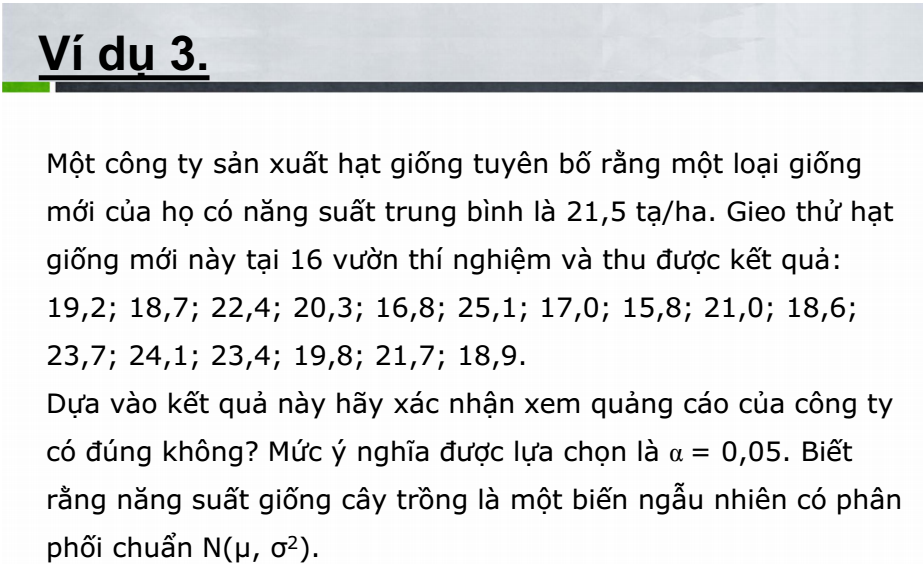 Ví dụ 3.
Một công ty sản xuất hạt giống tuyên bố rằng một loại giống
mới của họ có năng suất trung bình là 21,5 tạ/ha. Gieo thử hạt
giống mới này tại 16 vườn thí nghiệm và thu được kết quả:
19,2; 18,7; 22,4; 20,3; 16,8; 25,1; 17,0; 15,8; 21,0; 18,6;
23,7; 24,1; 23,4; 19,8; 21,7; 18,9.
Dựa vào kết quả này hãy xác nhận xem quảng cáo của công ty
có đúng không? Mức ý nghĩa được lựa chọn là α = 0,05. Biết
rằng năng suất giống cây trồng là một biến ngẫu nhiên có phân
phối chuẩn N(μ, σ²).